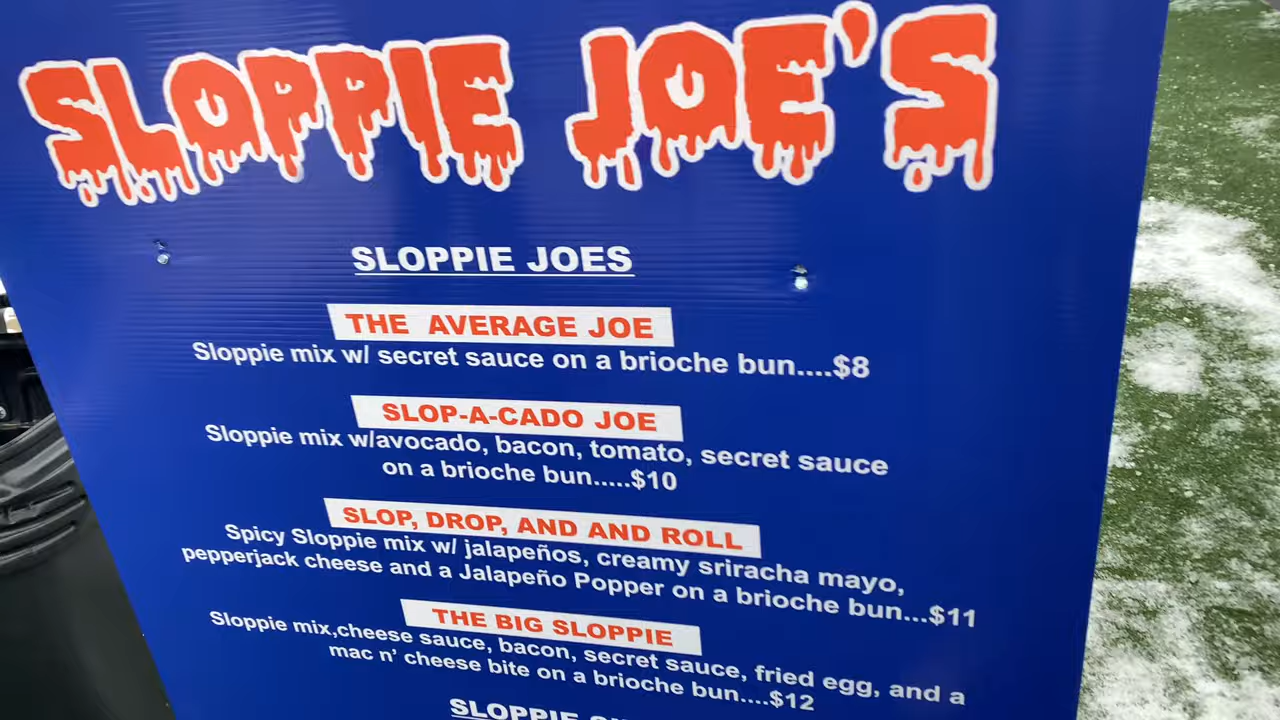 SLOPPIE JOE'S
SLOPPIE JOES
THE AVERAGE JOE
Sloppie mix w/ secret sauce on a brioche bun....$8
SLOP-A-CADO JOE
Sloppie mix w/avocado, bacon, tomato, secret sauce
on a brioche bun.....$10
SLOP, DROP, AND AND ROLL
Spicy Sloppie mix w/ jalapeños, creamy sriracha mayo,
pepperjack cheese and a Jalapeño Popper on a brioche bun...$11
THE BIG SLOPPIE
Sloppie mix,cheese sauce, bacon, secret sauce, fried egg, and a
mac n' cheese bite on a brioche bun....$12
SLOPPIE